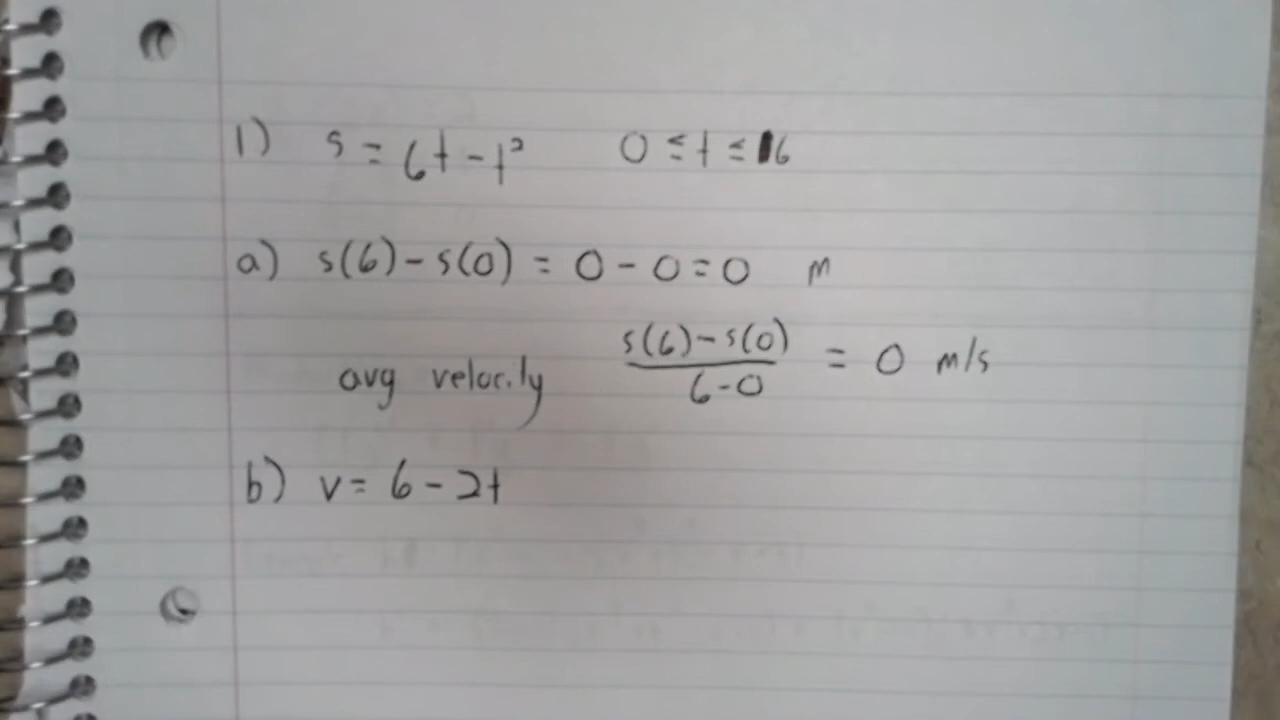 1) s = 6t - t² 0 ≤ t ≤ 6
a) s(6) - s(0) = 0 - 0 = 0 m
avg velocity s(6) - s(0) / 6 - 0 = 0 m/s
b) v = 6 - 2t